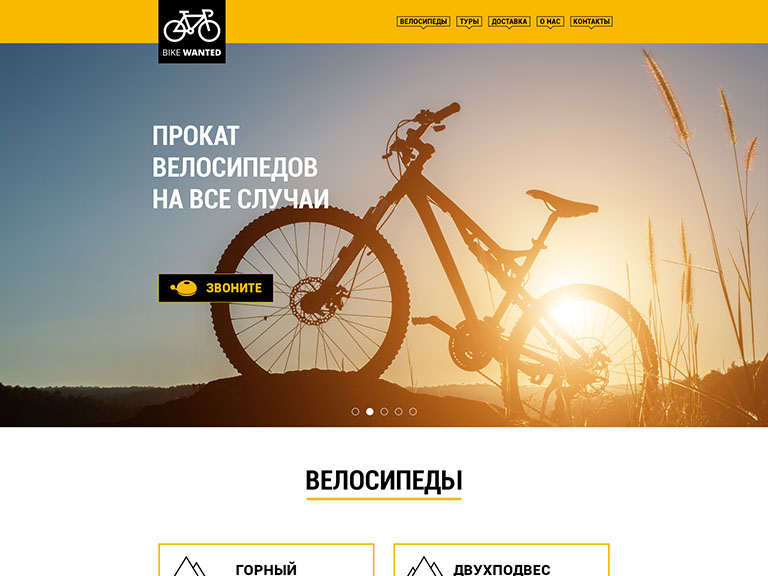 BIKE WANTED
ВЕЛОСИПЕДЫ ТУРЫ ДОСТАВКА О НАС КОНТАКТЫ
ПРОКАТ
ВЕЛОСИПЕДОВ
НА ВСЕ СЛУЧАИ
ЗВОНИТЕ
ВЕЛОСИПЕДЫ
ГОРНЫЙ
ДВУХПОДВЕС